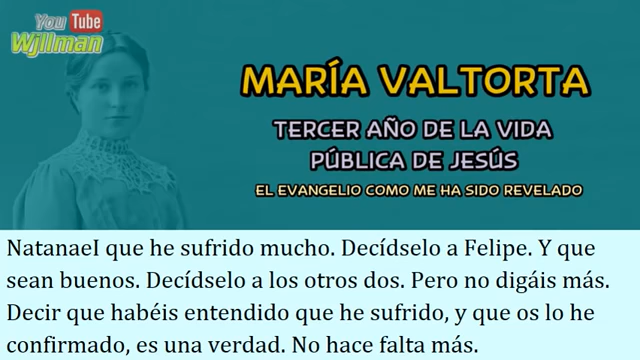 You Tube
Wjllman
MARÍA VALTORTA
TERCER AÑO DE LA VIDA
PÚBLICA DE JESÚS
EL EVANGELIO COMO ME HA SIDO REVELADO
NatanaeI que he sufrido mucho. Decídselo a Felipe. Y que
sean buenos. Decídselo a los otros dos. Pero no digáis más.
Decir que habéis entendido que he sufrido, y que os lo he
confirmado, es una verdad. No hace falta más.